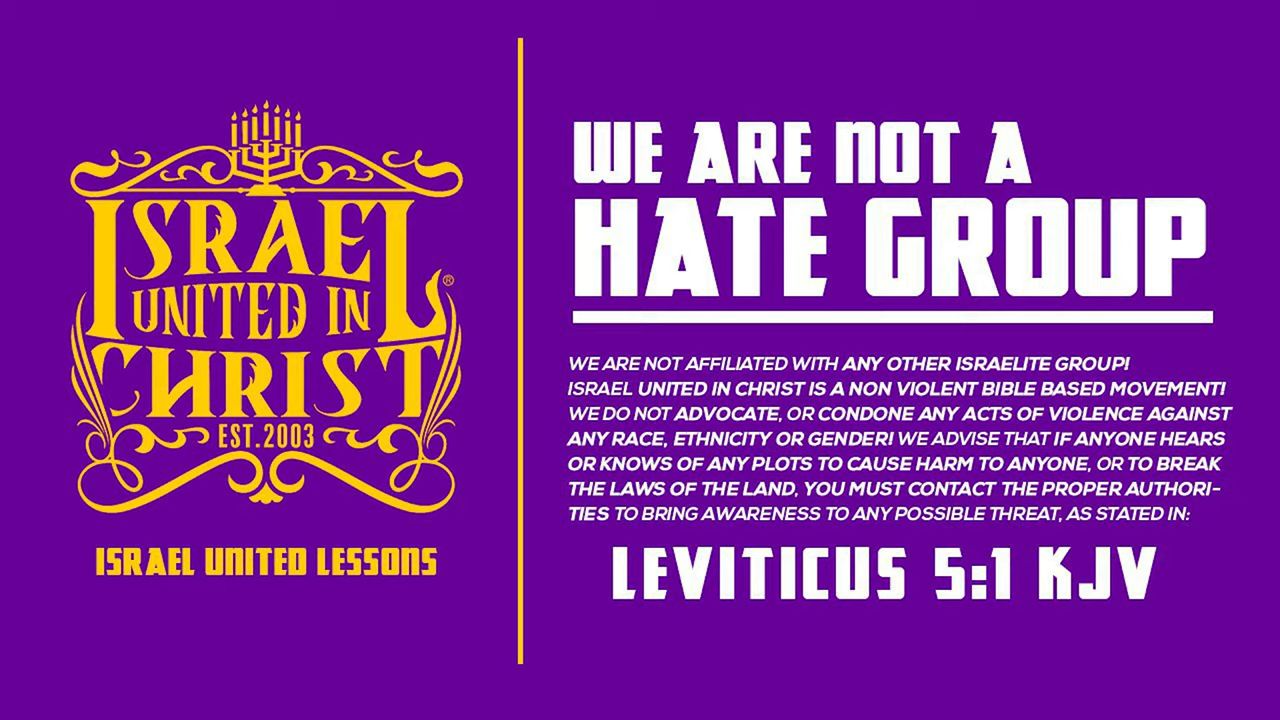 ISRAEL
UNITED IN
CHRIST
®
EST.2003
ISRAEL UNITED LESSONS
WE ARE NOT A
HATE GROUP
WE ARE NOT AFFILIATED WITH ANY OTHER ISRAELITE GROUP!
ISRAEL UNITED IN CHRIST IS A NON VIOLENT BIBLE BASED MOVEMENT!
WE DO NOT ADVOCATE, OR CONDONE ANY ACTS OF VIOLENCE AGAINST
ANY RACE, ETHNICITY OR GENDER! WE ADVISE THAT IF ANYONE HEARS
OR KNOWS OF ANY PLOTS TO CAUSE HARM TO ANYONE, OR TO BREAK
THE LAWS OF THE LAND, YOU MUST CONTACT THE PROPER AUTHORI-
TIES TO BRING AWARENESS TO ANY POSSIBLE THREAT, AS STATED IN:
LEVITICUS 5:1 KJV